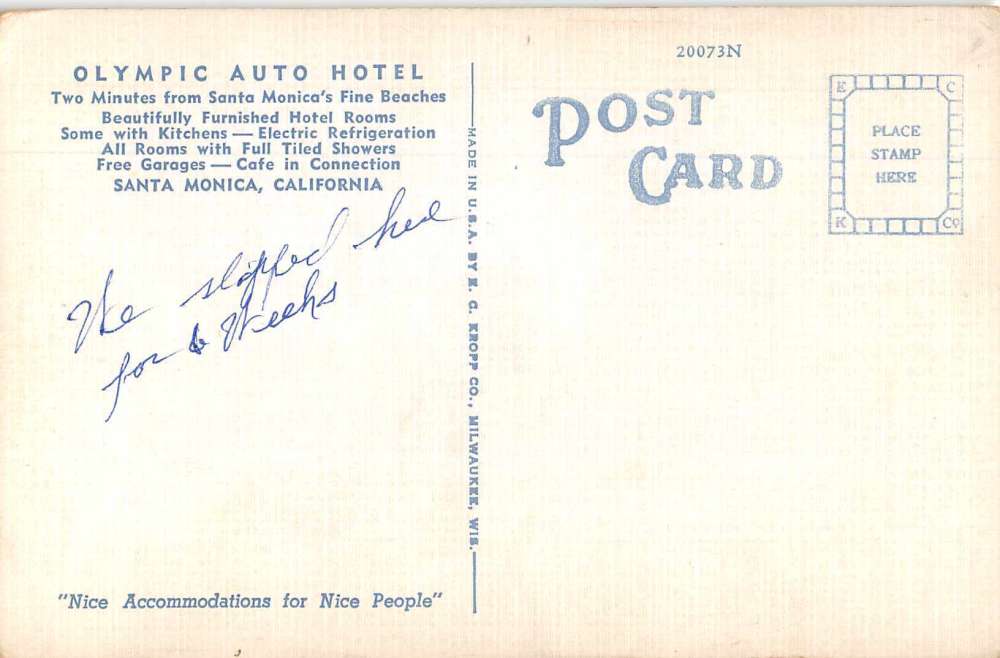 20073N
OLYMPIC AUTO HOTEL
Two Minutes from Santa Monica's Fine Beaches
Beautifully Furnished Hotel Rooms
Some with Kitchens — Electric Refrigeration
All Rooms with Full Tiled Showers
Free Garages — Cafe in Connection
SANTA MONICA, CALIFORNIA
We slipped here
for 6 Weeks
"Nice Accommodations for Nice People"
MADE IN U.S.A. BY E. C. KROPP CO., MILWAUKEE, WIS.
POST
CARD
E C
PLACE
STAMP
HERE
K Co